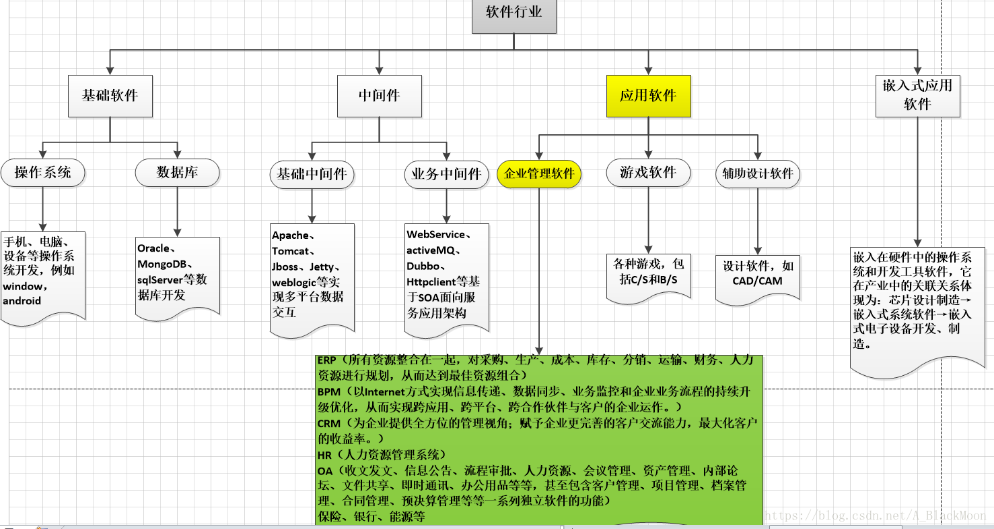 软件行业
基础软件
中间件
应用软件
嵌入式应用
软件
操作系统
数据库
基础中间件
业务中间件
企业管理软件
游戏软件
辅助设计软件
手机、电脑、
设备等操作系
统开发，例如
window，
android
Oracle、
MongoDB、
sqlServer等数
据库开发
Apache、
Tomcat、
Jboss、Jetty、
weblogic等实
现多平台数据
交互
WebService、
activeMQ、
Dubbo、
Httpclient等基
于SOA面向服
务应用架构
各种游戏，包
括C/S和B/S
设计软件，如
CAD/CAM
嵌入在硬件中的操作系
统和开发工具软件，它
在产业中的关联关系体
现为：芯片设计制造→
嵌入式系统软件→嵌入
式电子设备开发、制
造。
ERP（所有资源整合在一起，对采购、生产、成本、库存、分销、运输、财务、人力
资源进行规划，从而达到最佳资源组合）
BPM（以Internet方式实现信息传递、数据同步、业务监控和企业业务流程的持续升
级优化，从而实现跨应用、跨平台、跨合作伙伴与客户的企业运作。）
CRM（为企业提供全方位的管理视角；赋予企业更完善的客户交流能力，最大化客户
的收益率。）
HR（人力资源管理系统）
OA（收文发文、信息公告、流程审批、人力资源、会议管理、资产管理、内部论
坛、文件共享、即时通讯、办公用品等等，甚至包含客户管理、项目管理、档案管
理、合同管理、预决算管理等等一系列独立软件的功能）
保险、银行、能源等
https://blog.csdn.net/A_BlackMoon